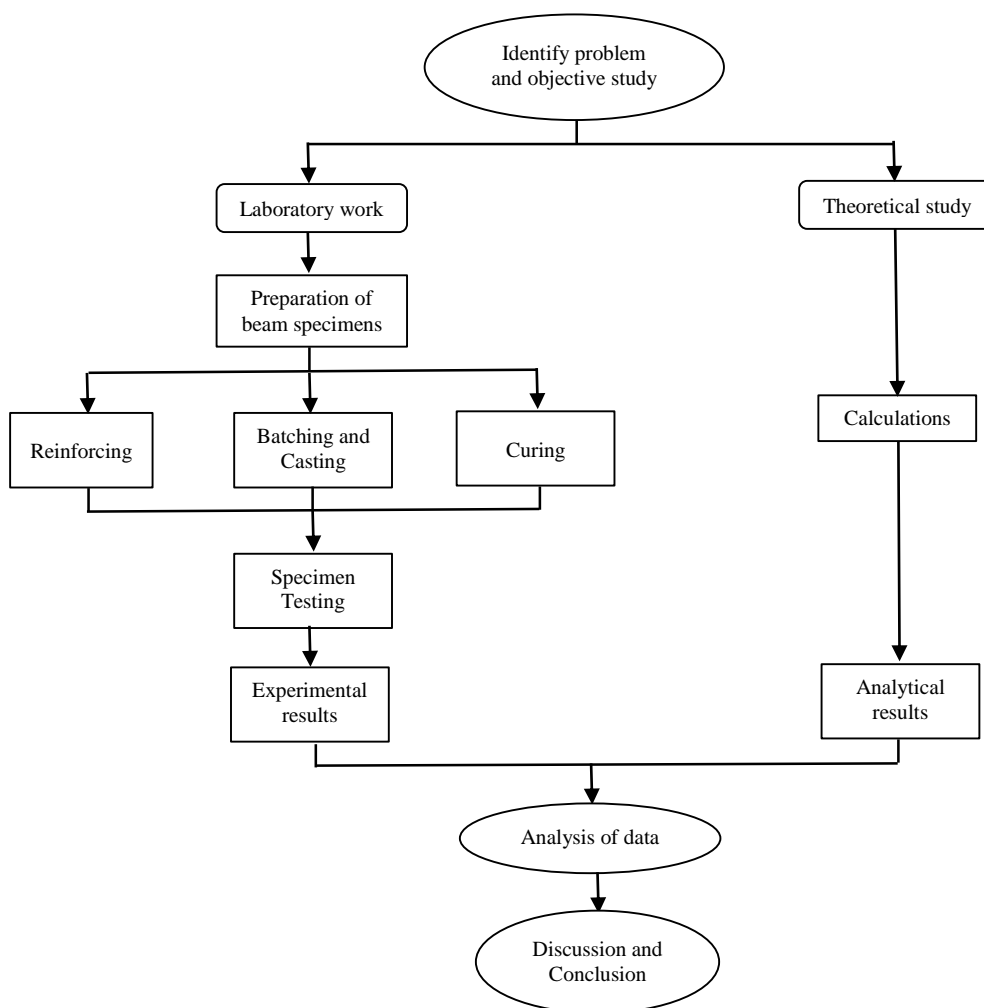 Identify problem
and objective study
Laboratory work
Theoretical study
Preparation of
beam specimens
Reinforcing
Batching and
Casting
Curing
Calculations
Specimen
Testing
Experimental
results
Analytical
results
Analysis of data
Discussion and
Conclusion